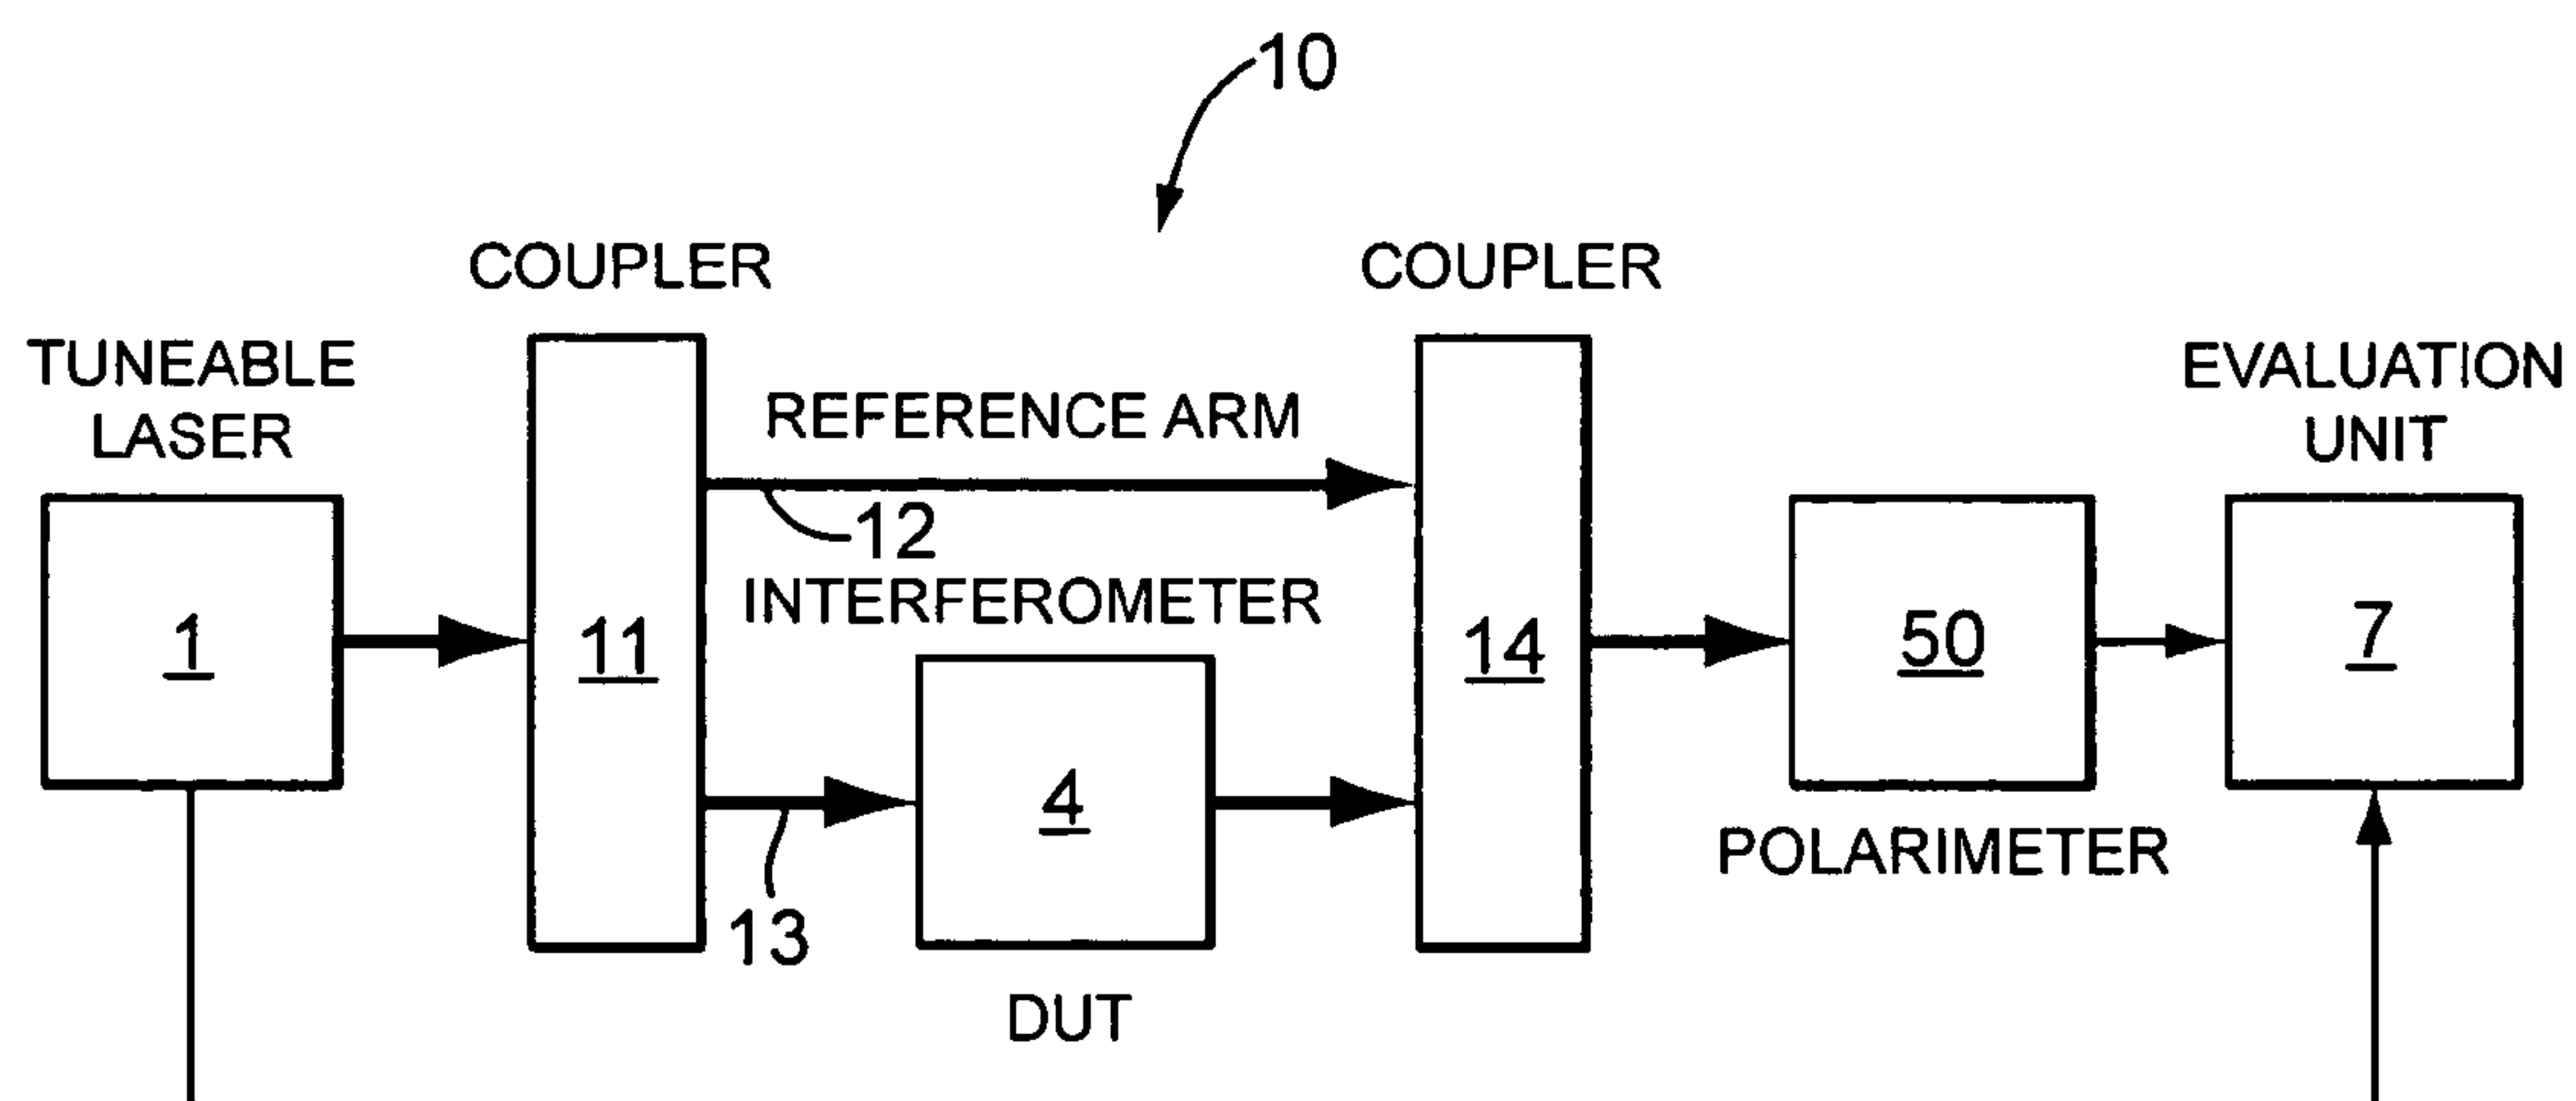 10
COUPLER
COUPLER
TUNEABLE
LASER
REFERENCE ARM
EVALUATION
UNIT
12
INTERFEROMETER
1
11
14
50
7
4
13
POLARIMETER
DUT